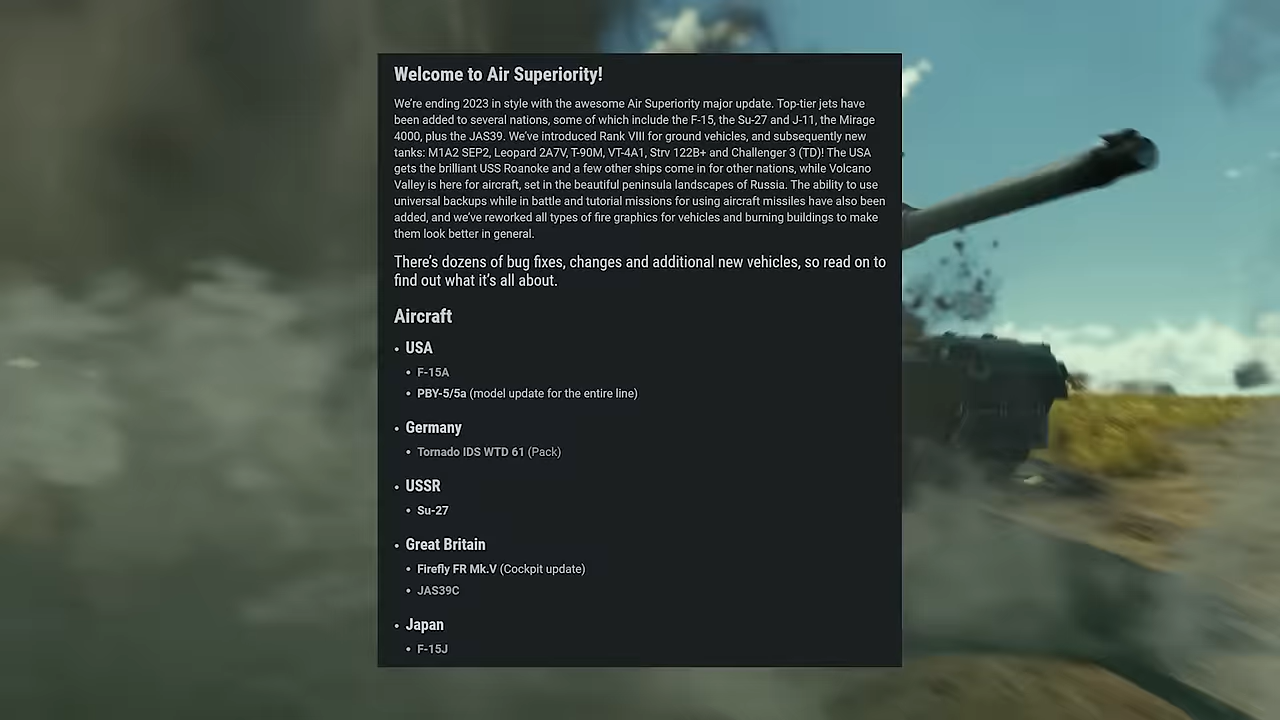 Welcome to Air Superiority!
We're ending 2023 in style with the awesome Air Superiority major update. Top-tier jets have
been added to several nations, some of which include the F-15, the Su-27 and J-11, the Mirage
4000, plus the JAS39. We've introduced Rank VIII for ground vehicles, and subsequently new
tanks: M1A2 SEP2, Leopard 2A7V, T-90M, VT-4A1, Strv 122B+ and Challenger 3 (TD)! The USA
gets the brilliant USS Roanoke and a few other ships come in for other nations, while Volcano
Valley is here for aircraft, set in the beautiful peninsula landscapes of Russia. The ability to use
universal backups while in battle and tutorial missions for using aircraft missiles have also been
added, and we've reworked all types of fire graphics for vehicles and burning buildings to make
them look better in general.
There's dozens of bug fixes, changes and additional new vehicles, so read on to
find out what it's all about.
Aircraft
• USA
• F-15A
• PBY-5/5a (model update for the entire line)
• Germany
• Tornado IDS WTD 61 (Pack)
• USSR
• Su-27
• Great Britain
• Firefly FR Mk.V (Cockpit update)
• JAS39C
• Japan
• F-15J